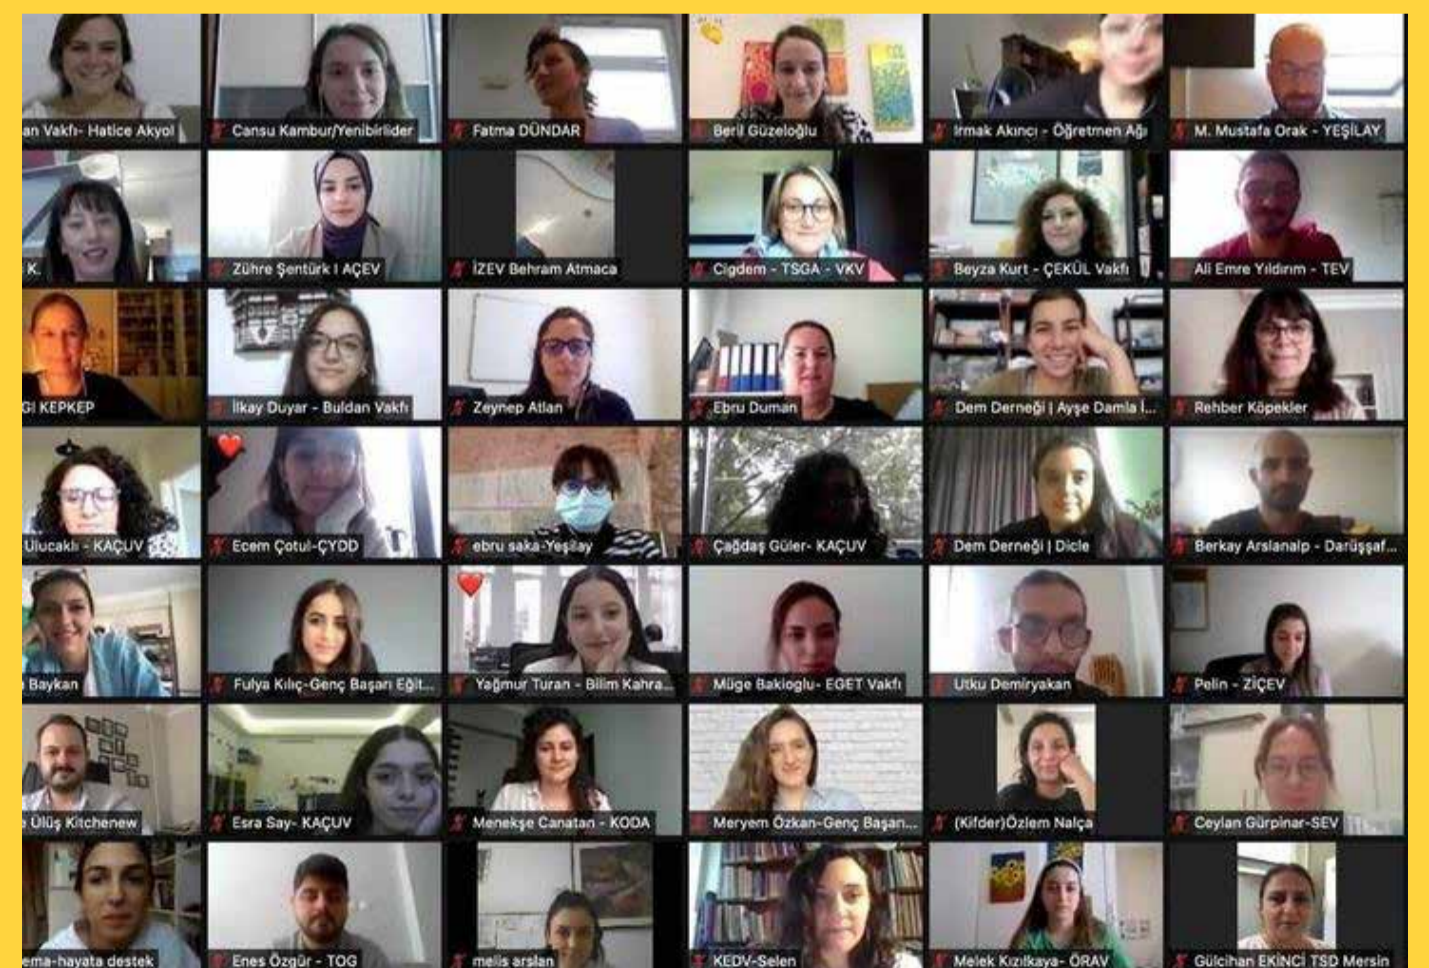 an Vakfı- Hatice Akyol
Cansu Kambur/Yenibirlider
Fatma DÜNDAR
Beril Güzeloğlu
Irmak Akıncı - Öğretmen Ağı
M. Mustafa Orak - YEŞİLAY
K.
Zühre Şentürk I AÇEV
İZEV Behram Atmaca
Cigdem - TSGA - VKV
Beyza Kurt - ÇEKÜL Vakfı
Ali Emre Yıldırım - TEV
GI KEPKEP
İlkay Duyar - Buldan Vakfı
Zeynep Atlan
Ebru Duman
Dem Derneği | Ayşe Damla İ...
Rehber Köpekler
Ulucaklı - KAÇUV
Ecem Çotul-ÇYDD
ebru saka-Yeşilay
Çağdaş Güler- KAÇUV
Dem Derneği | Dicle
Berkay Arslanalp - Darüşşaf...
Baykan
Fulya Kılıç-Genç Başarı Eğit...
Yağmur Turan - Bilim Kahra...
Müge Bakioglu- EGET Vakfı
Utku Demiryakan
Pelin - ZİÇEV
Ülüş Kitchenew
Esra Say- KAÇUV
Menekşe Canatan - KODA
Meryem Özkan-Genç Başarı...
(Kifder)Özlem Nalça
Ceylan Gürpinar-SEV
ema-hayata destek
Enes Özgür - TOG
melis arslan
KEDV-Selen
Melek Kızılkaya- ÖRAV
Gülcihan EKİNCİ TSD Mersin